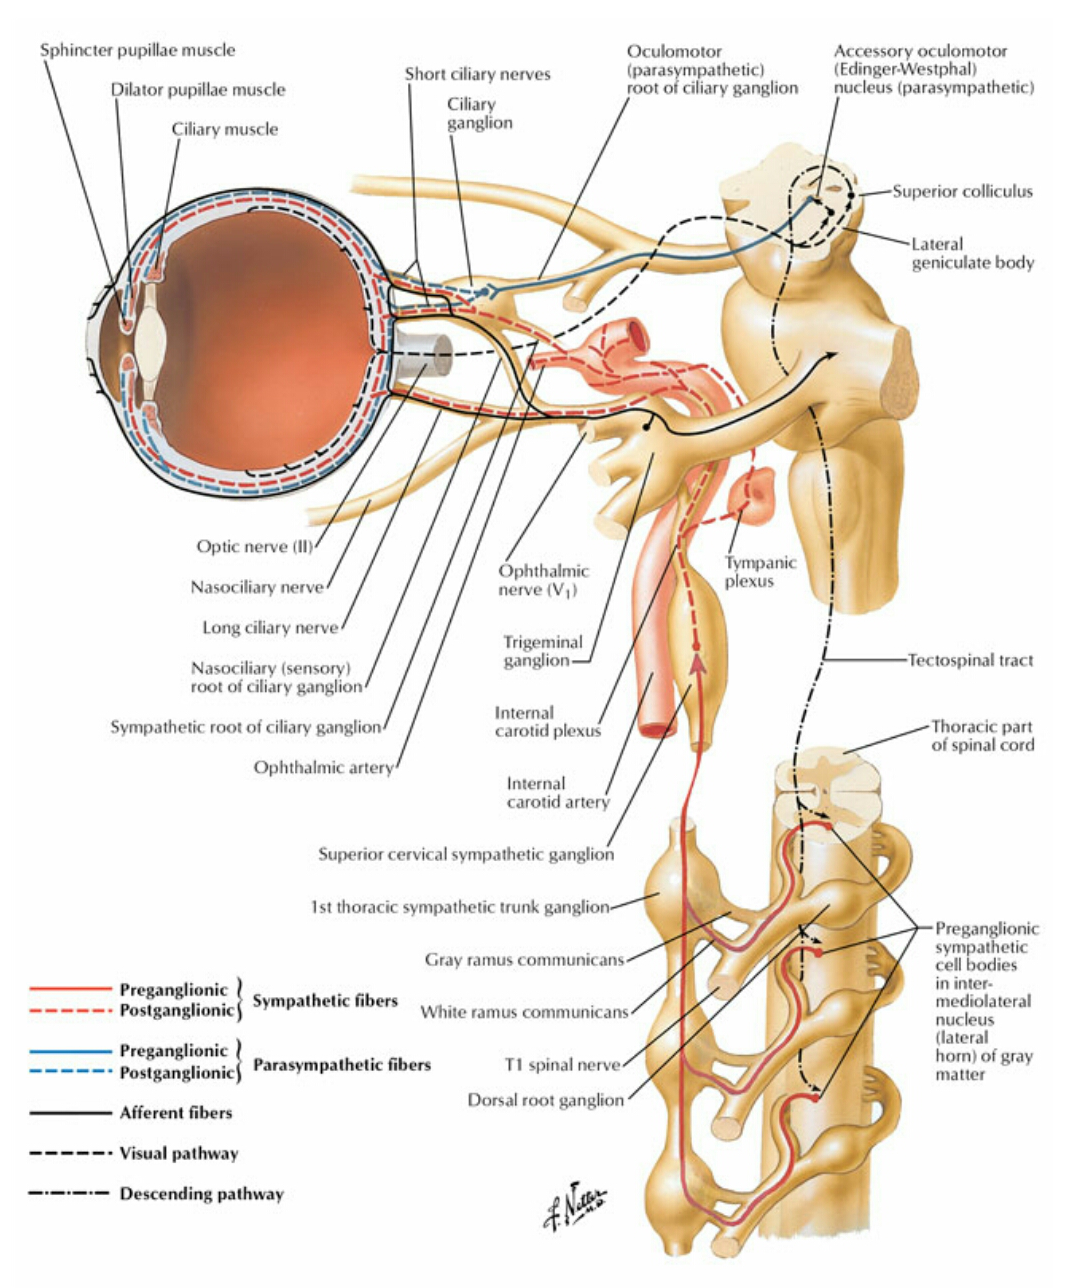 Sphincter pupillae muscle
Dilator pupillae muscle
Ciliary muscle
Short ciliary nerves
Ciliary
ganglion
Oculomotor
(parasympathetic)
root of ciliary ganglion
Accessory oculomotor
(Edinger-Westphal)
nucleus (parasympathetic)
Superior colliculus
Lateral
geniculate body
Optic nerve (II)
Nasociliary nerve
Long ciliary nerve
Nasociliary (sensory)
root of ciliary ganglion
Sympathetic root of ciliary ganglion
Ophthalmic artery
Ophthalmic
nerve (V1)
Trigeminal
ganglion
Internal
carotid plexus
Internal
carotid artery
Superior cervical sympathetic ganglion
Tympanic
plexus
Tectospinal tract
Thoracic part
of spinal cord
1st thoracic sympathetic trunk ganglion
Gray ramus communicans
White ramus communicans
T1 spinal nerve
Dorsal root ganglion
Preganglionic
sympathetic
cell bodies
in inter-
mediolateral
nucleus
(lateral
horn) of gray
matter
Preganglionic
Postganglionic
Sympathetic fibers
Preganglionic
Postganglionic
Parasympathetic fibers
Afferent fibers
Visual pathway
Descending pathway
F. Netter
M.D.